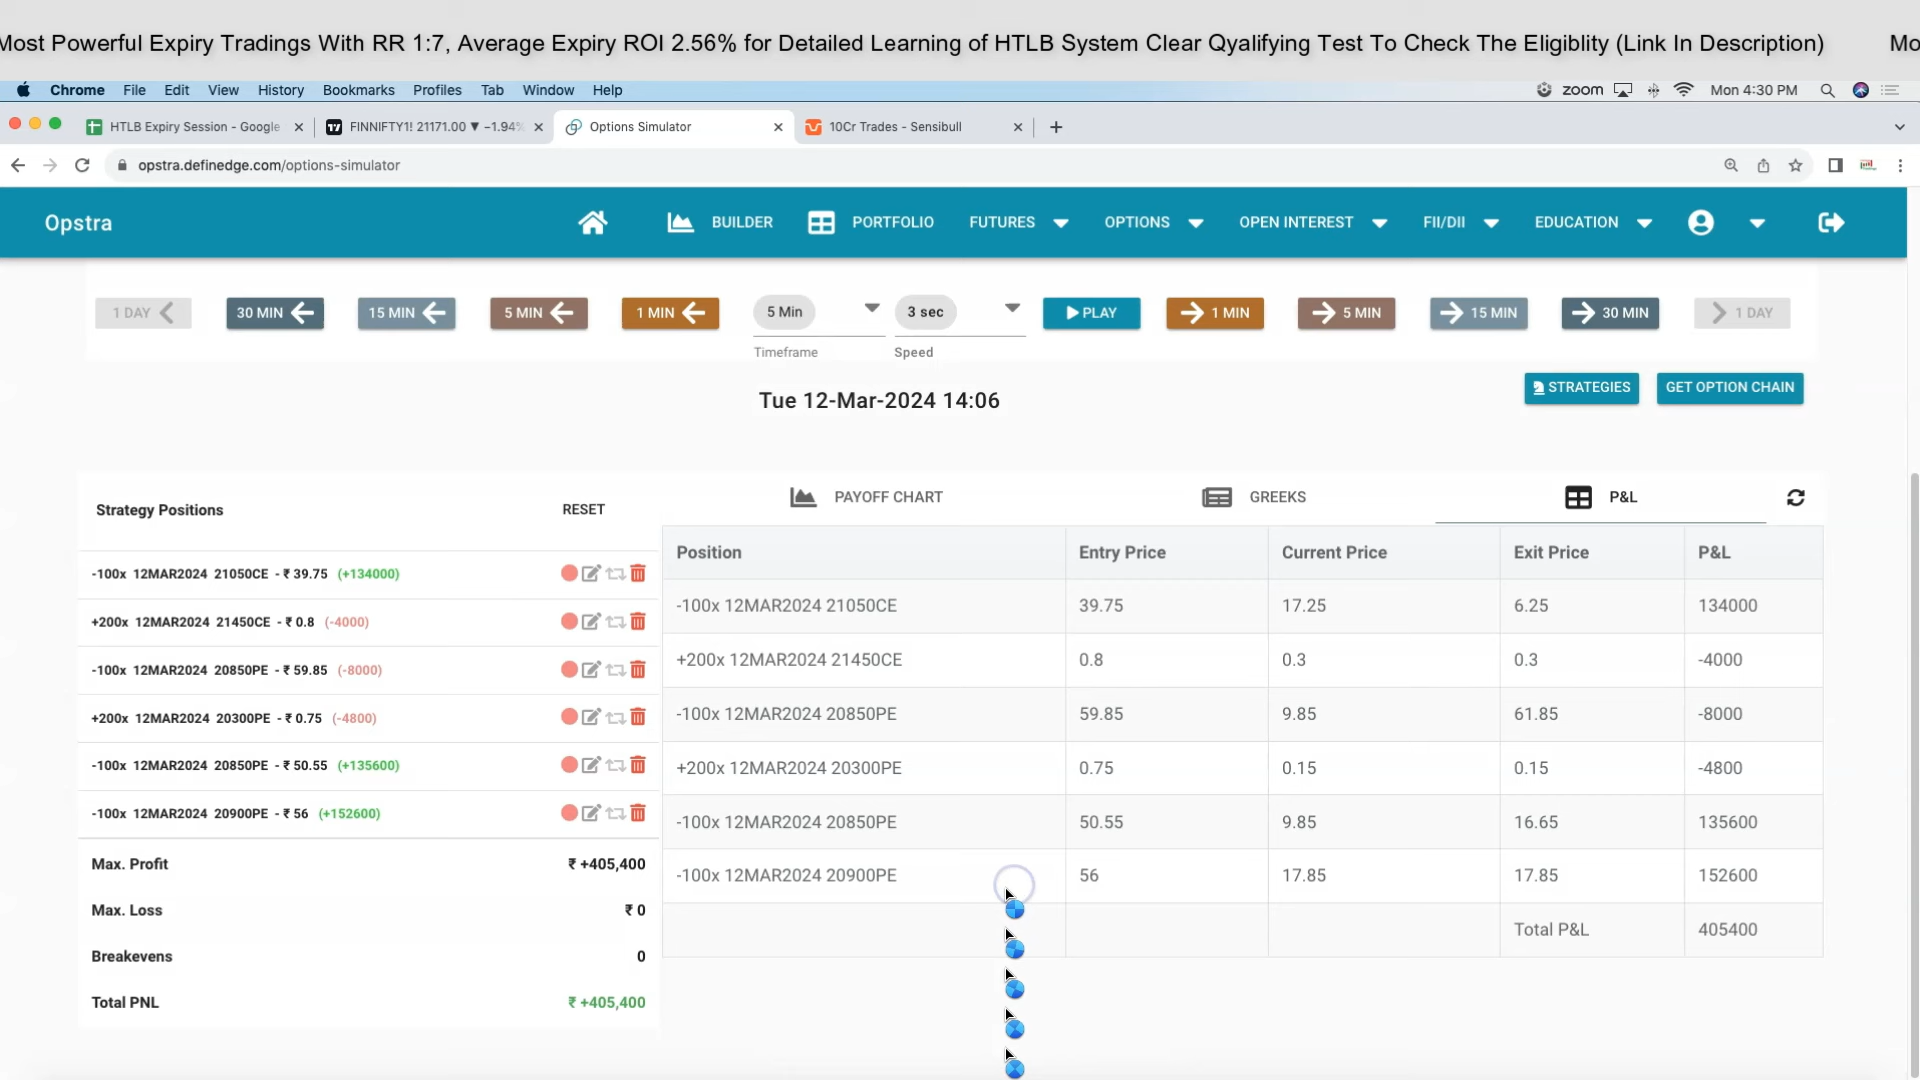 Most Powerful Expiry Tradings With RR 1:7, Average Expiry ROI 2.56% for Detailed Learning of HTLB System Clear Qyalifying Test To Check The Eligiblity (Link In Description) Mo
Chrome File Edit View History Bookmarks Profiles Tab Window Help zoom Mon 4:30 PM
HTLB Expiry Session - Google FINNIFTY1! 21171.00 ▼ −1.94% Options Simulator 10Cr Trades - Sensibull
opstra.definedge.com/options-simulator
Opstra BUILDER PORTFOLIO FUTURES OPTIONS OPEN INTEREST FII/DII EDUCATION
1 DAY 30 MIN 15 MIN 5 MIN 1 MIN 5 Min 3 sec PLAY 1 MIN 5 MIN 15 MIN 30 MIN 1 DAY
Timeframe Speed
Tue 12-Mar-2024 14:06 STRATEGIES GET OPTION CHAIN
Strategy Positions RESET
-100x 12MAR2024 21050CE - ₹ 39.75 (+134000)
+200x 12MAR2024 21450CE - ₹ 0.8 (-4000)
-100x 12MAR2024 20850PE - ₹ 59.85 (-8000)
+200x 12MAR2024 20300PE - ₹ 0.75 (-4800)
-100x 12MAR2024 20850PE - ₹ 50.55 (+135600)
-100x 12MAR2024 20900PE - ₹ 56 (+152600)
Max. Profit ₹ +405,400
Max. Loss ₹ 0
Breakevens 0
Total PNL ₹ +405,400
PAYOFF CHART GREEKS P&L
Position Entry Price Current Price Exit Price P&L
-100x 12MAR2024 21050CE 39.75 17.25 6.25 134000
+200x 12MAR2024 21450CE 0.8 0.3 0.3 -4000
-100x 12MAR2024 20850PE 59.85 9.85 61.85 -8000
+200x 12MAR2024 20300PE 0.75 0.15 0.15 -4800
-100x 12MAR2024 20850PE 50.55 9.85 16.65 135600
-100x 12MAR2024 20900PE 56 17.85 17.85 152600
Total P&L 405400